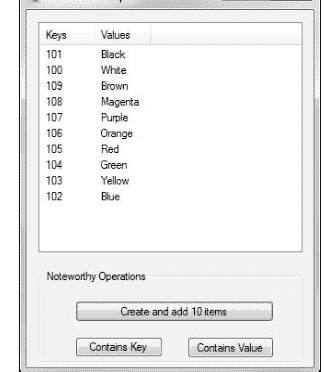 Keys Values
101 Black
100 White
109 Brown
108 Magenta
107 Purple
106 Orange
105 Red
104 Green
103 Yellow
102 Blue
Noteworthy Operations
Create and add 10 items
Contains Key Contains Value